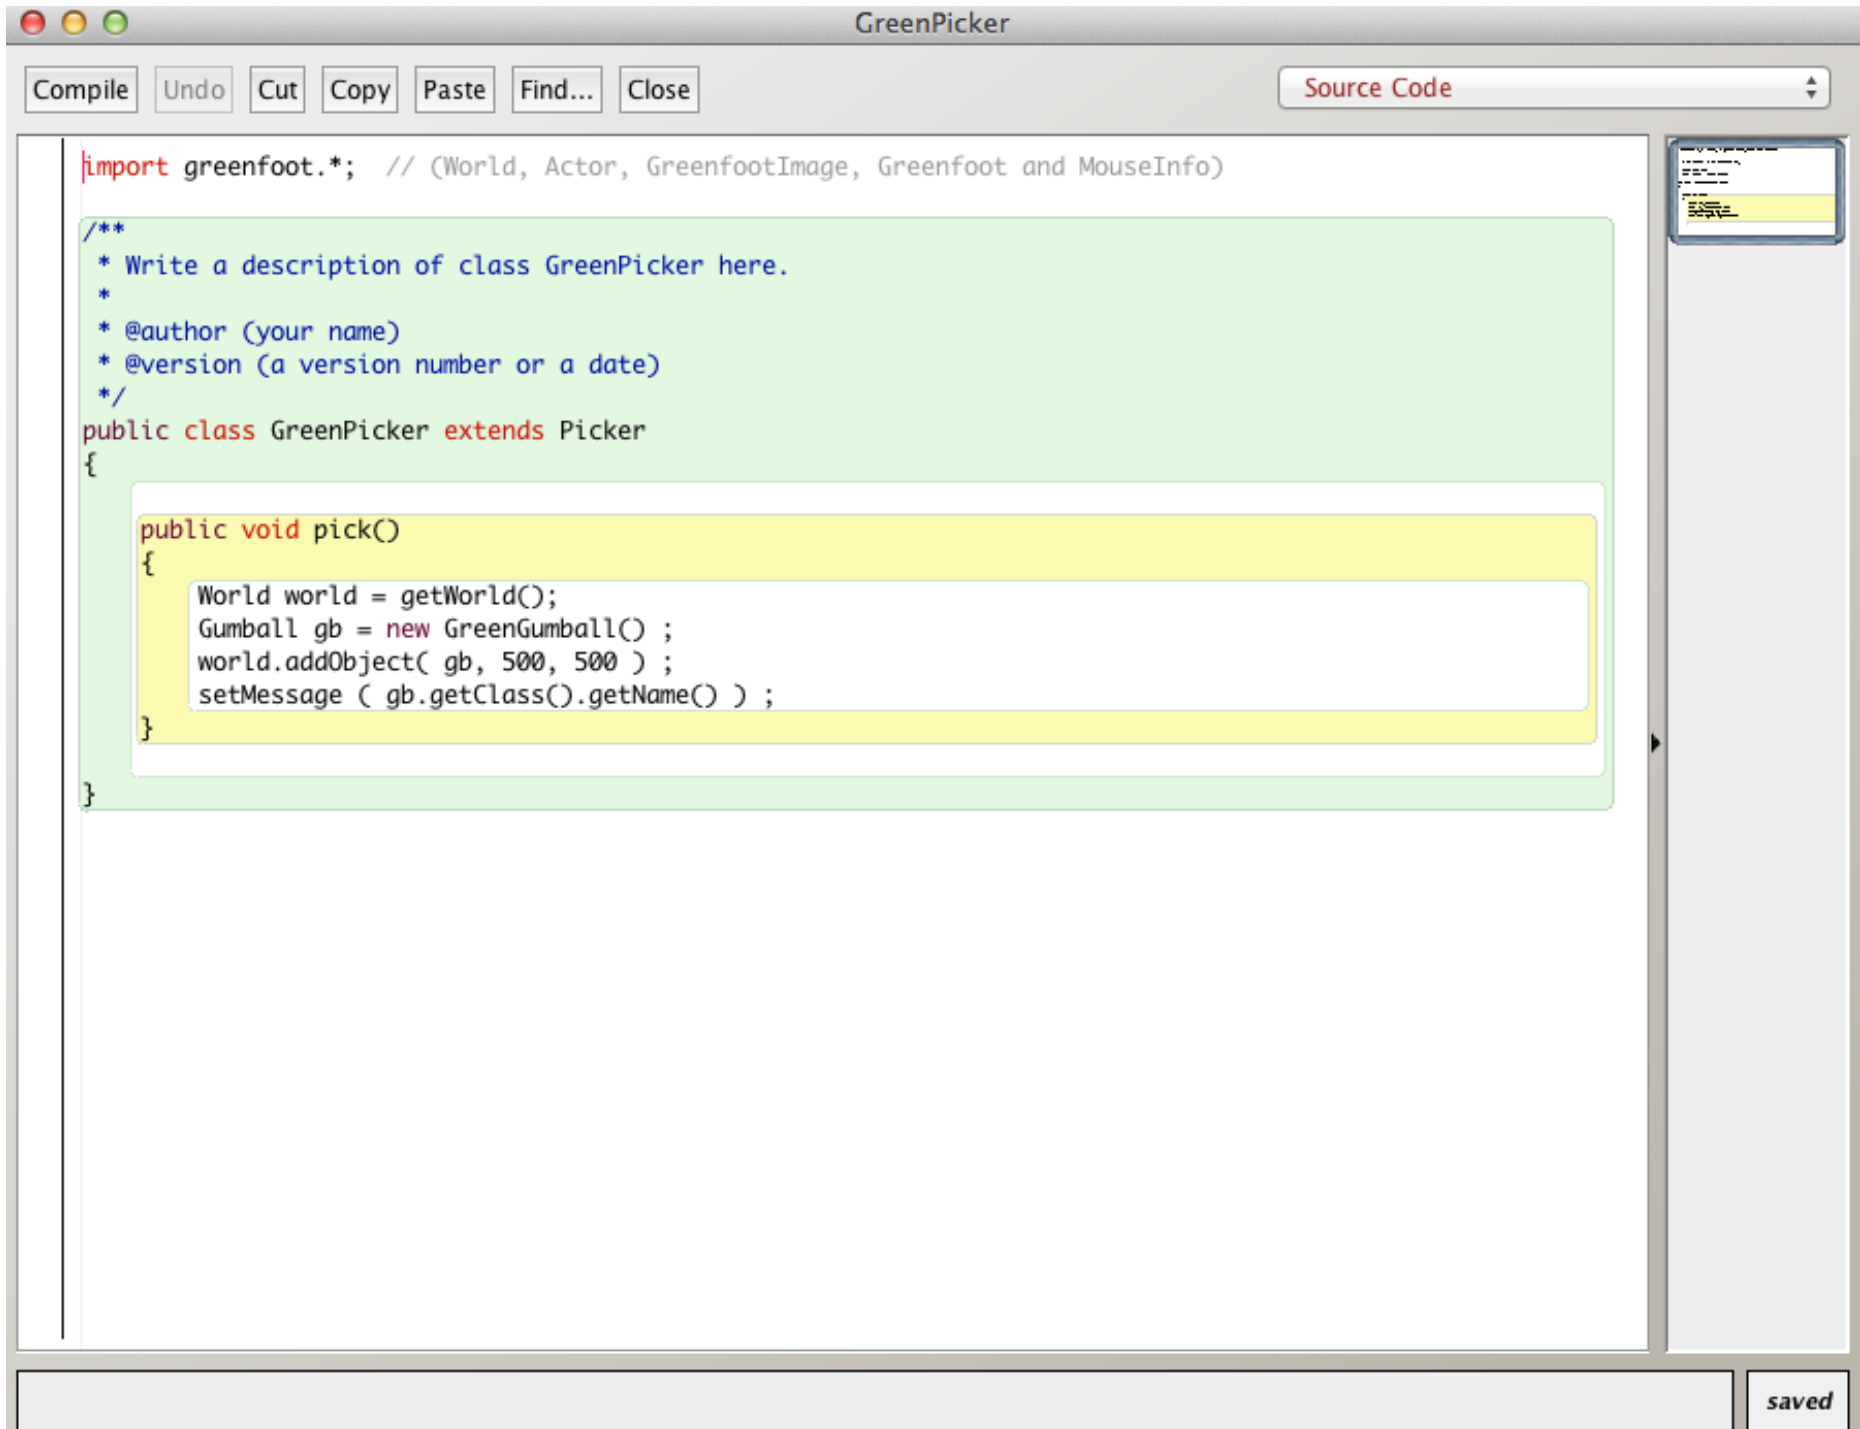 GreenPicker
Compile Undo Cut Copy Paste Find... Close Source Code
import greenfoot.*;  // (World, Actor, GreenfootImage, Greenfoot and MouseInfo)
/**
 * Write a description of class GreenPicker here.
 *
 * @author (your name)
 * @version (a version number or a date)
 */
public class GreenPicker extends Picker
{
    public void pick()
    {
        World world = getWorld();
        Gumball gb = new GreenGumball() ;
        world.addObject( gb, 500, 500 ) ;
        setMessage ( gb.getClass().getName() ) ;
    }
}
saved